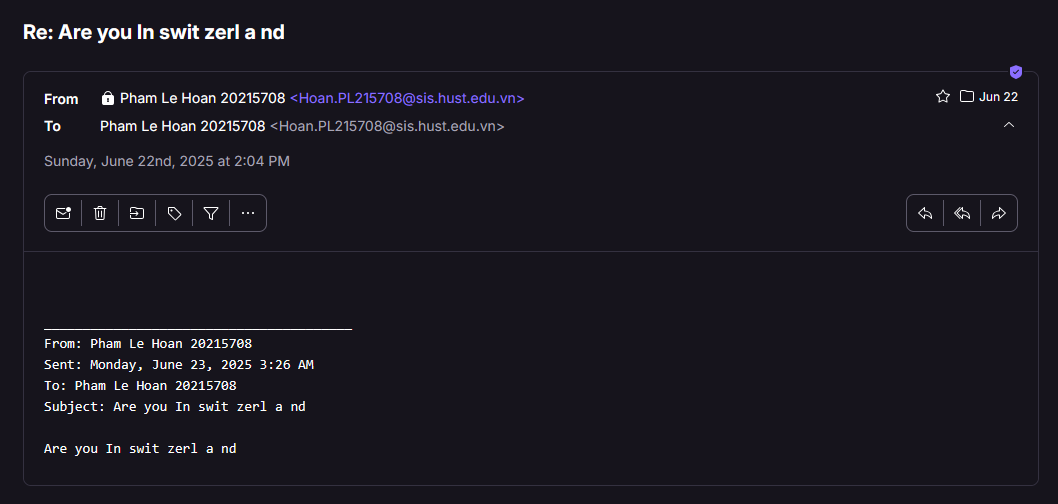 Re: Are you In swit zerl a nd
From Pham Le Hoan 20215708 <Hoan.PL215708@sis.hust.edu.vn> Jun 22
To Pham Le Hoan 20215708 <Hoan.PL215708@sis.hust.edu.vn>
Sunday, June 22nd, 2025 at 2:04 PM
________________________________________
From: Pham Le Hoan 20215708
Sent: Monday, June 23, 2025 3:26 AM
To: Pham Le Hoan 20215708
Subject: Are you In swit zerl a nd
Are you In swit zerl a nd